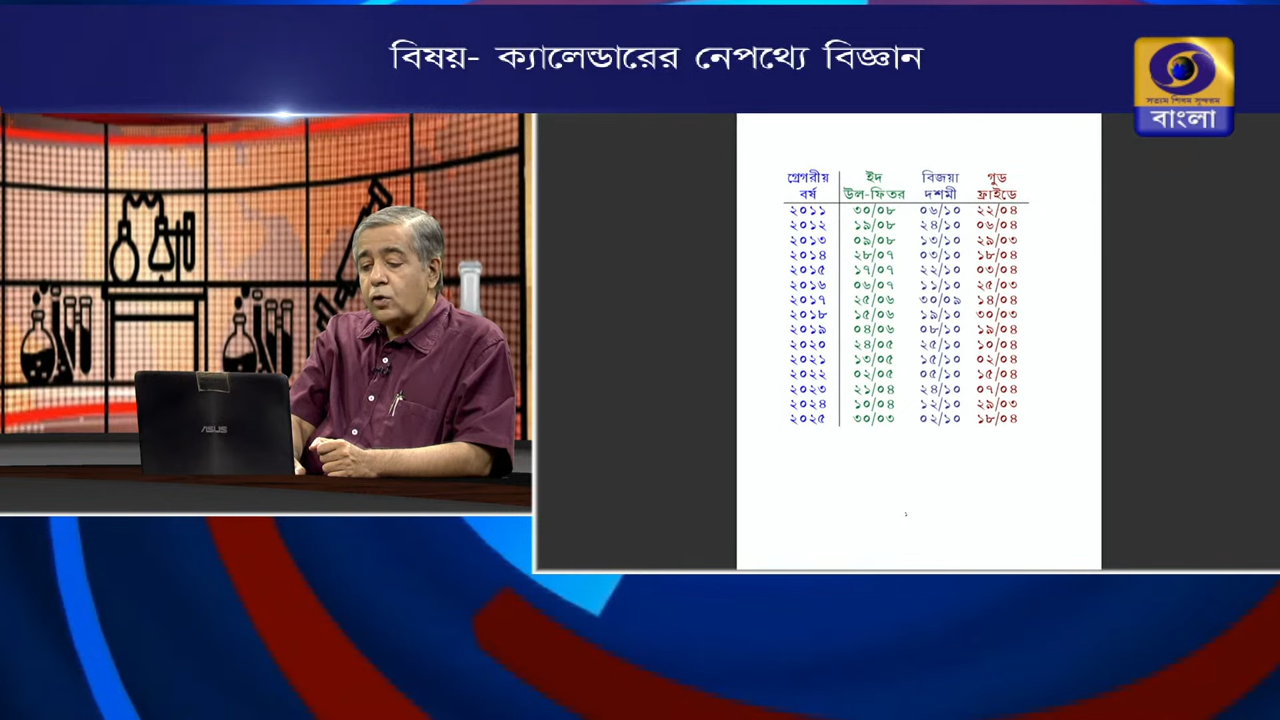 বিষয়- ক্যালেন্ডারের নেপথ্যে বিজ্ঞান
সত্যম শিবম সুন্দরম
বাংলা
গ্রেগরীয় ইদ বিজয়া গুড
বর্ষ উল-ফিতর দশমী ফ্রাইডে
২০১১ ৩০/০৮ ০৬/১০ ২২/০৪
২০১২ ১৯/০৮ ২৪/১০ ০৬/০৪
২০১৩ ০৯/০৮ ১৩/১০ ২৯/০৩
২০১৪ ২৮/০৭ ০৩/১০ ১৮/০৪
২০১৫ ১৭/০৭ ২২/১০ ০৩/০৪
২০১৬ ০৬/০৭ ১১/১০ ২৫/০৩
২০১৭ ২৫/০৬ ৩০/০৯ ১৪/০৪
২০১৮ ১৫/০৬ ১৯/১০ ৩০/০৩
২০১৯ ০৪/০৬ ০৮/১০ ১৯/০৪
২০২০ ২৪/০৫ ২৫/১০ ১০/০৪
২০২১ ১৩/০৫ ১৫/১০ ০২/০৪
২০২২ ০২/০৫ ০৫/১০ ১৫/০৪
২০২৩ ২১/০৪ ২৪/১০ ০৭/০৪
২০২৪ ১০/০৪ ১২/১০ ২৯/০৩
২০২৫ ৩০/০৩ ০২/১০ ১৮/০৪
১
ASUS